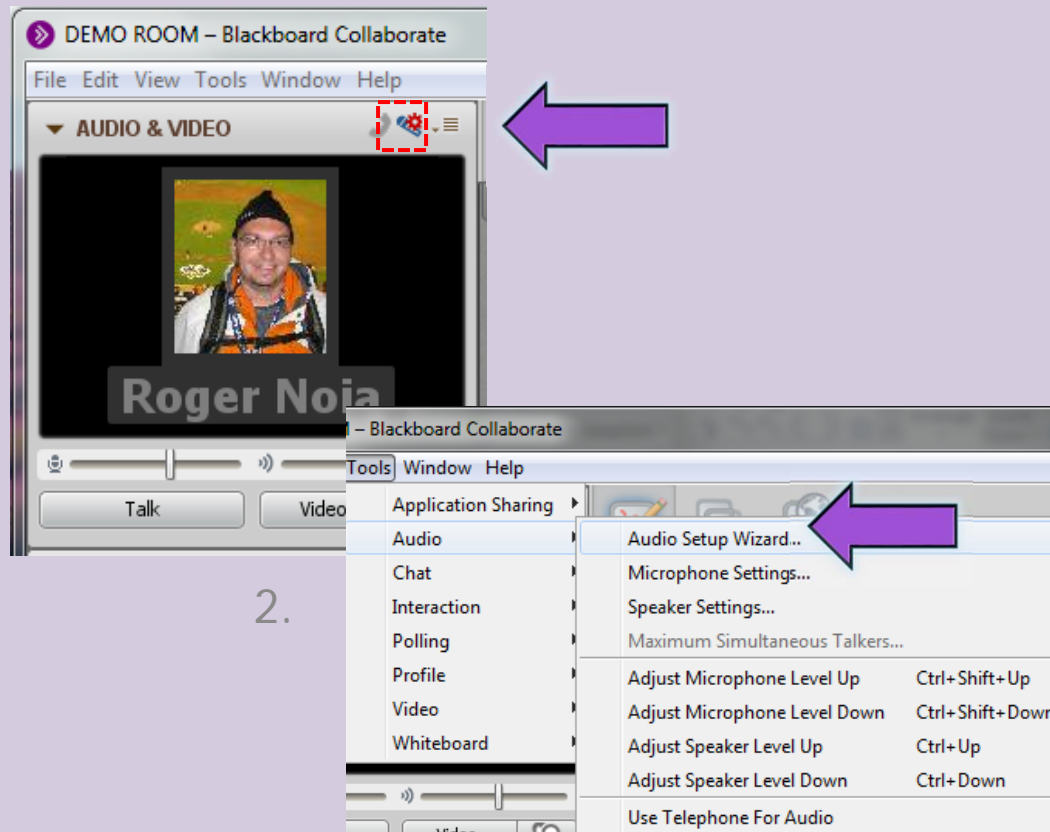 DEMO ROOM – Blackboard Collaborate
File Edit View Tools Window Help
AUDIO & VIDEO
Roger Noia
Talk
Video
2.
– Blackboard Collaborate
Tools Window Help
Application Sharing
Audio
Chat
Interaction
Polling
Profile
Video
Whiteboard
Audio Setup Wizard...
Microphone Settings...
Speaker Settings...
Maximum Simultaneous Talkers...
Adjust Microphone Level Up Ctrl+Shift+Up
Adjust Microphone Level Down Ctrl+Shift+Down
Adjust Speaker Level Up Ctrl+Up
Adjust Speaker Level Down Ctrl+Down
Use Telephone For Audio
Video